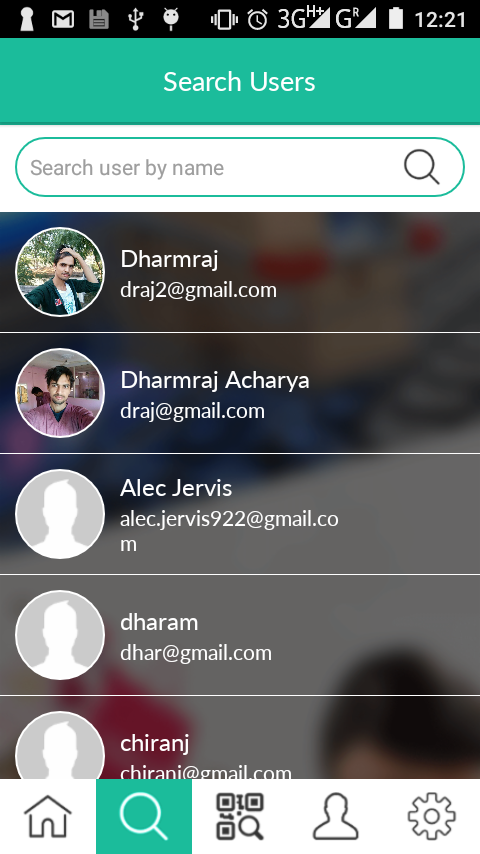 3G H+ G R 12:21
Search Users
Search user by name
Dharmraj
draj2@gmail.com
Dharmraj Acharya
draj@gmail.com
Alec Jervis
alec.jervis922@gmail.co
m
dharam
dhar@gmail.com
chiranj
chiranj@gmail.com